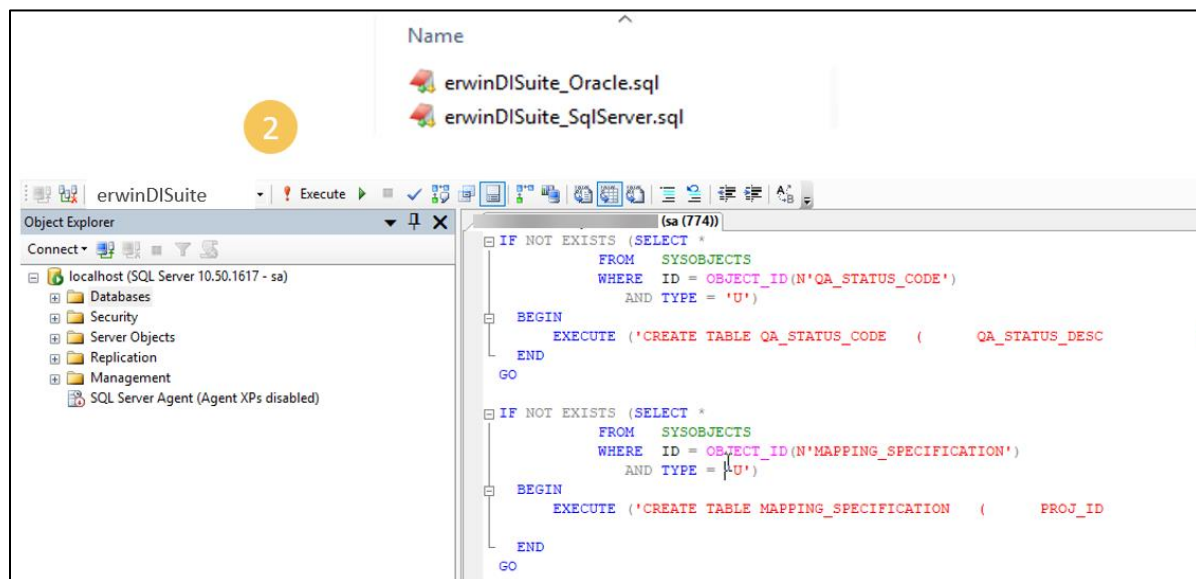 Name
erwinDISuite_Oracle.sql
erwinDISuite_SqlServer.sql
2
erwinDISuite
Execute
Object Explorer
Connect
localhost (SQL Server 10.50.1617 - sa)
Databases
Security
Server Objects
Replication
Management
SQL Server Agent (Agent XPs disabled)
(sa (774))
IF NOT EXISTS (SELECT *
FROM SYSOBJECTS
WHERE ID = OBJECT_ID(N'QA_STATUS_CODE')
AND TYPE = 'U')
BEGIN
EXECUTE ('CREATE TABLE QA_STATUS_CODE ( QA_STATUS_DESC
END
GO
IF NOT EXISTS (SELECT *
FROM SYSOBJECTS
WHERE ID = OBJECT_ID(N'MAPPING_SPECIFICATION')
AND TYPE = 'U')
BEGIN
EXECUTE ('CREATE TABLE MAPPING_SPECIFICATION ( PROJ_ID
END
GO